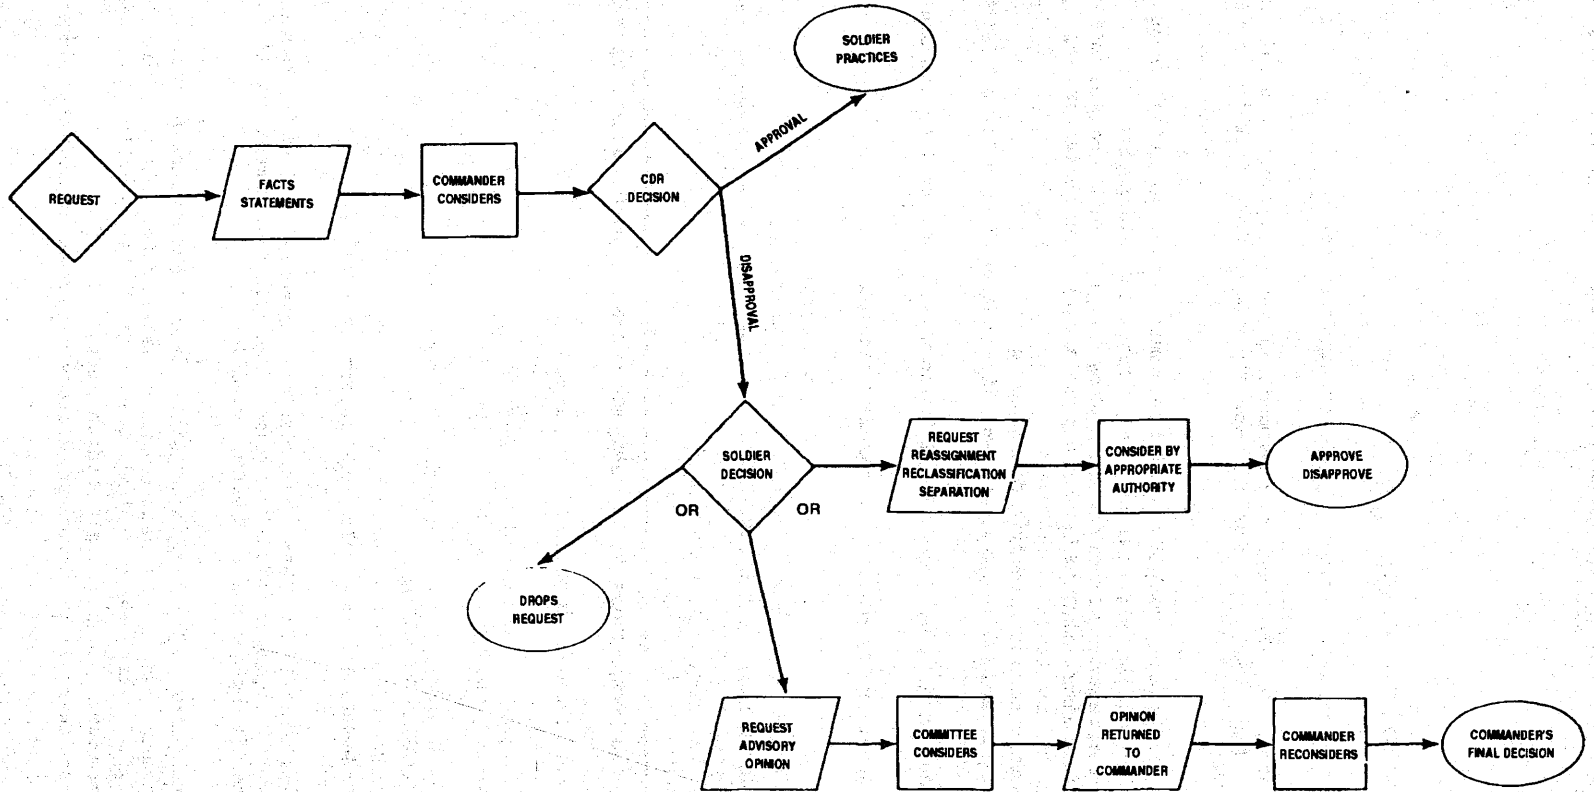 SOLDIER
PRACTICES
APPROVAL
REQUEST
FACTS
STATEMENTS
COMMANDER
CONSIDERS
CDR
DECISION
DISAPPROVAL
SOLDIER
DECISION
OR
OR
REQUEST
REASSIGNMENT
RECLASSIFICATION
SEPARATION
CONSIDER BY
APPROPRIATE
AUTHORITY
APPROVE
DISAPPROVE
DROPS
REQUEST
REQUEST
ADVISORY
OPINION
COMMITTEE
CONSIDERS
OPINION
RETURNED
TO
COMMANDER
COMMANDER
RECONSIDERS
COMMANDER'S
FINAL DECISION